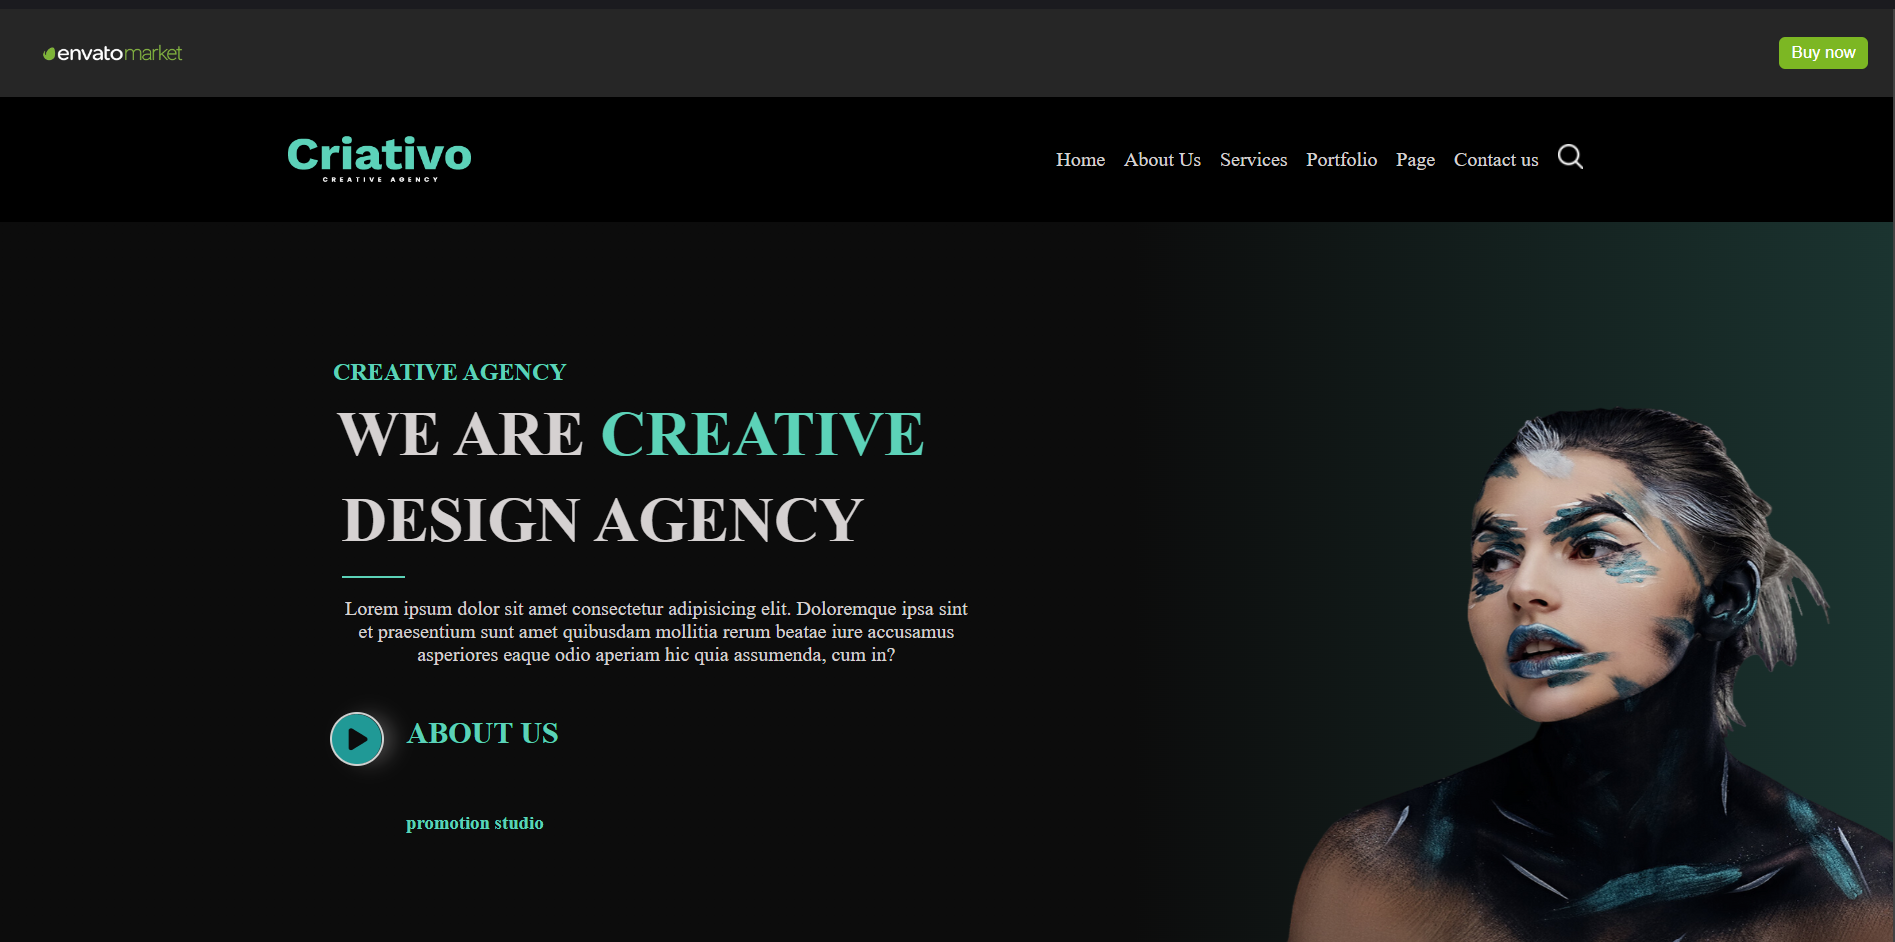 envatomarket
Buy now
Criativo
CREATIVE AGENCY
Home About Us Services Portfolio Page Contact us
CREATIVE AGENCY
WE ARE CREATIVE
DESIGN AGENCY
Lorem ipsum dolor sit amet consectetur adipisicing elit. Doloremque ipsa sint
et praesentium sunt amet quibusdam mollitia rerum beatae iure accusamus
asperiores eaque odio aperiam hic quia assumenda, cum in?
ABOUT US
promotion studio